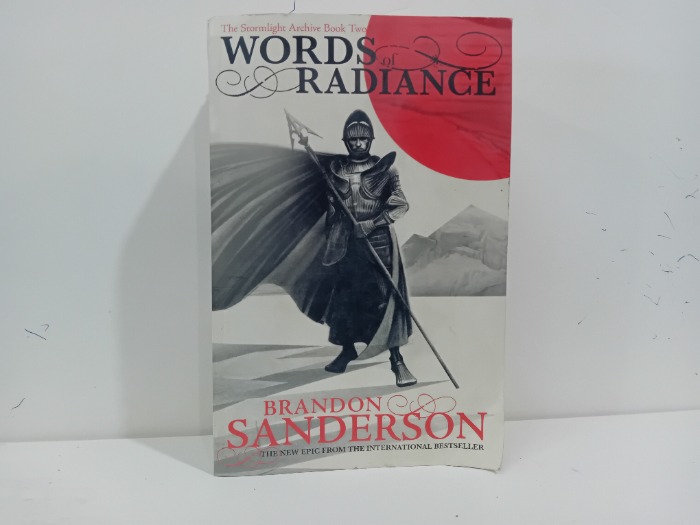 The Stormlight Archive Book Two
WORDS of
RADIANCE
BRANDON
SANDERSON
THE NEW EPIC FROM THE INTERNATIONAL BESTSELLER